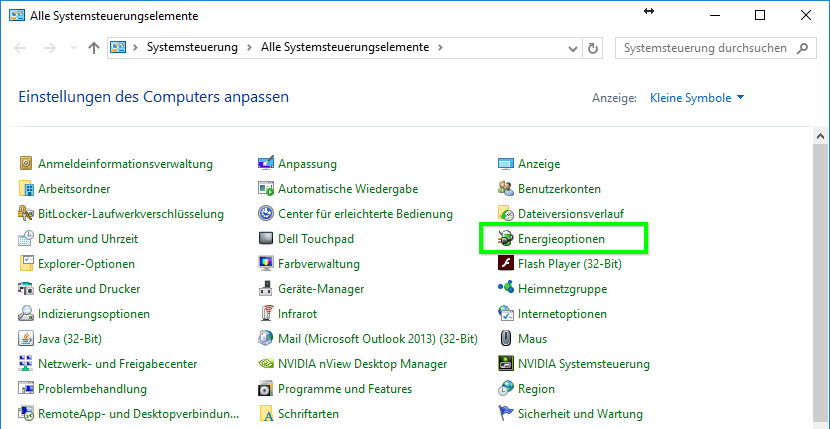 Alle Systemsteuerungselemente
Systemsteuerung > Alle Systemsteuerungselemente >
Systemsteuerung durchsuchen
Einstellungen des Computers anpassen
Anzeige: Kleine Symbole
Anmeldeinformationsverwaltung Anpassung Anzeige
Arbeitsordner Automatische Wiedergabe Benutzerkonten
BitLocker-Laufwerkverschlüsselung Center für erleichterte Bedienung Dateiversionsverlauf
Datum und Uhrzeit Dell Touchpad Energieoptionen
Explorer-Optionen Farbverwaltung Flash Player (32-Bit)
Geräte und Drucker Geräte-Manager Heimnetzgruppe
Indizierungsoptionen Infrarot Internetoptionen
Java (32-Bit) Mail (Microsoft Outlook 2013) (32-Bit) Maus
Netzwerk- und Freigabecenter NVIDIA nView Desktop Manager NVIDIA Systemsteuerung
Problembehandlung Programme und Features Region
RemoteApp- und Desktopverbindun... Schriftarten Sicherheit und Wartung